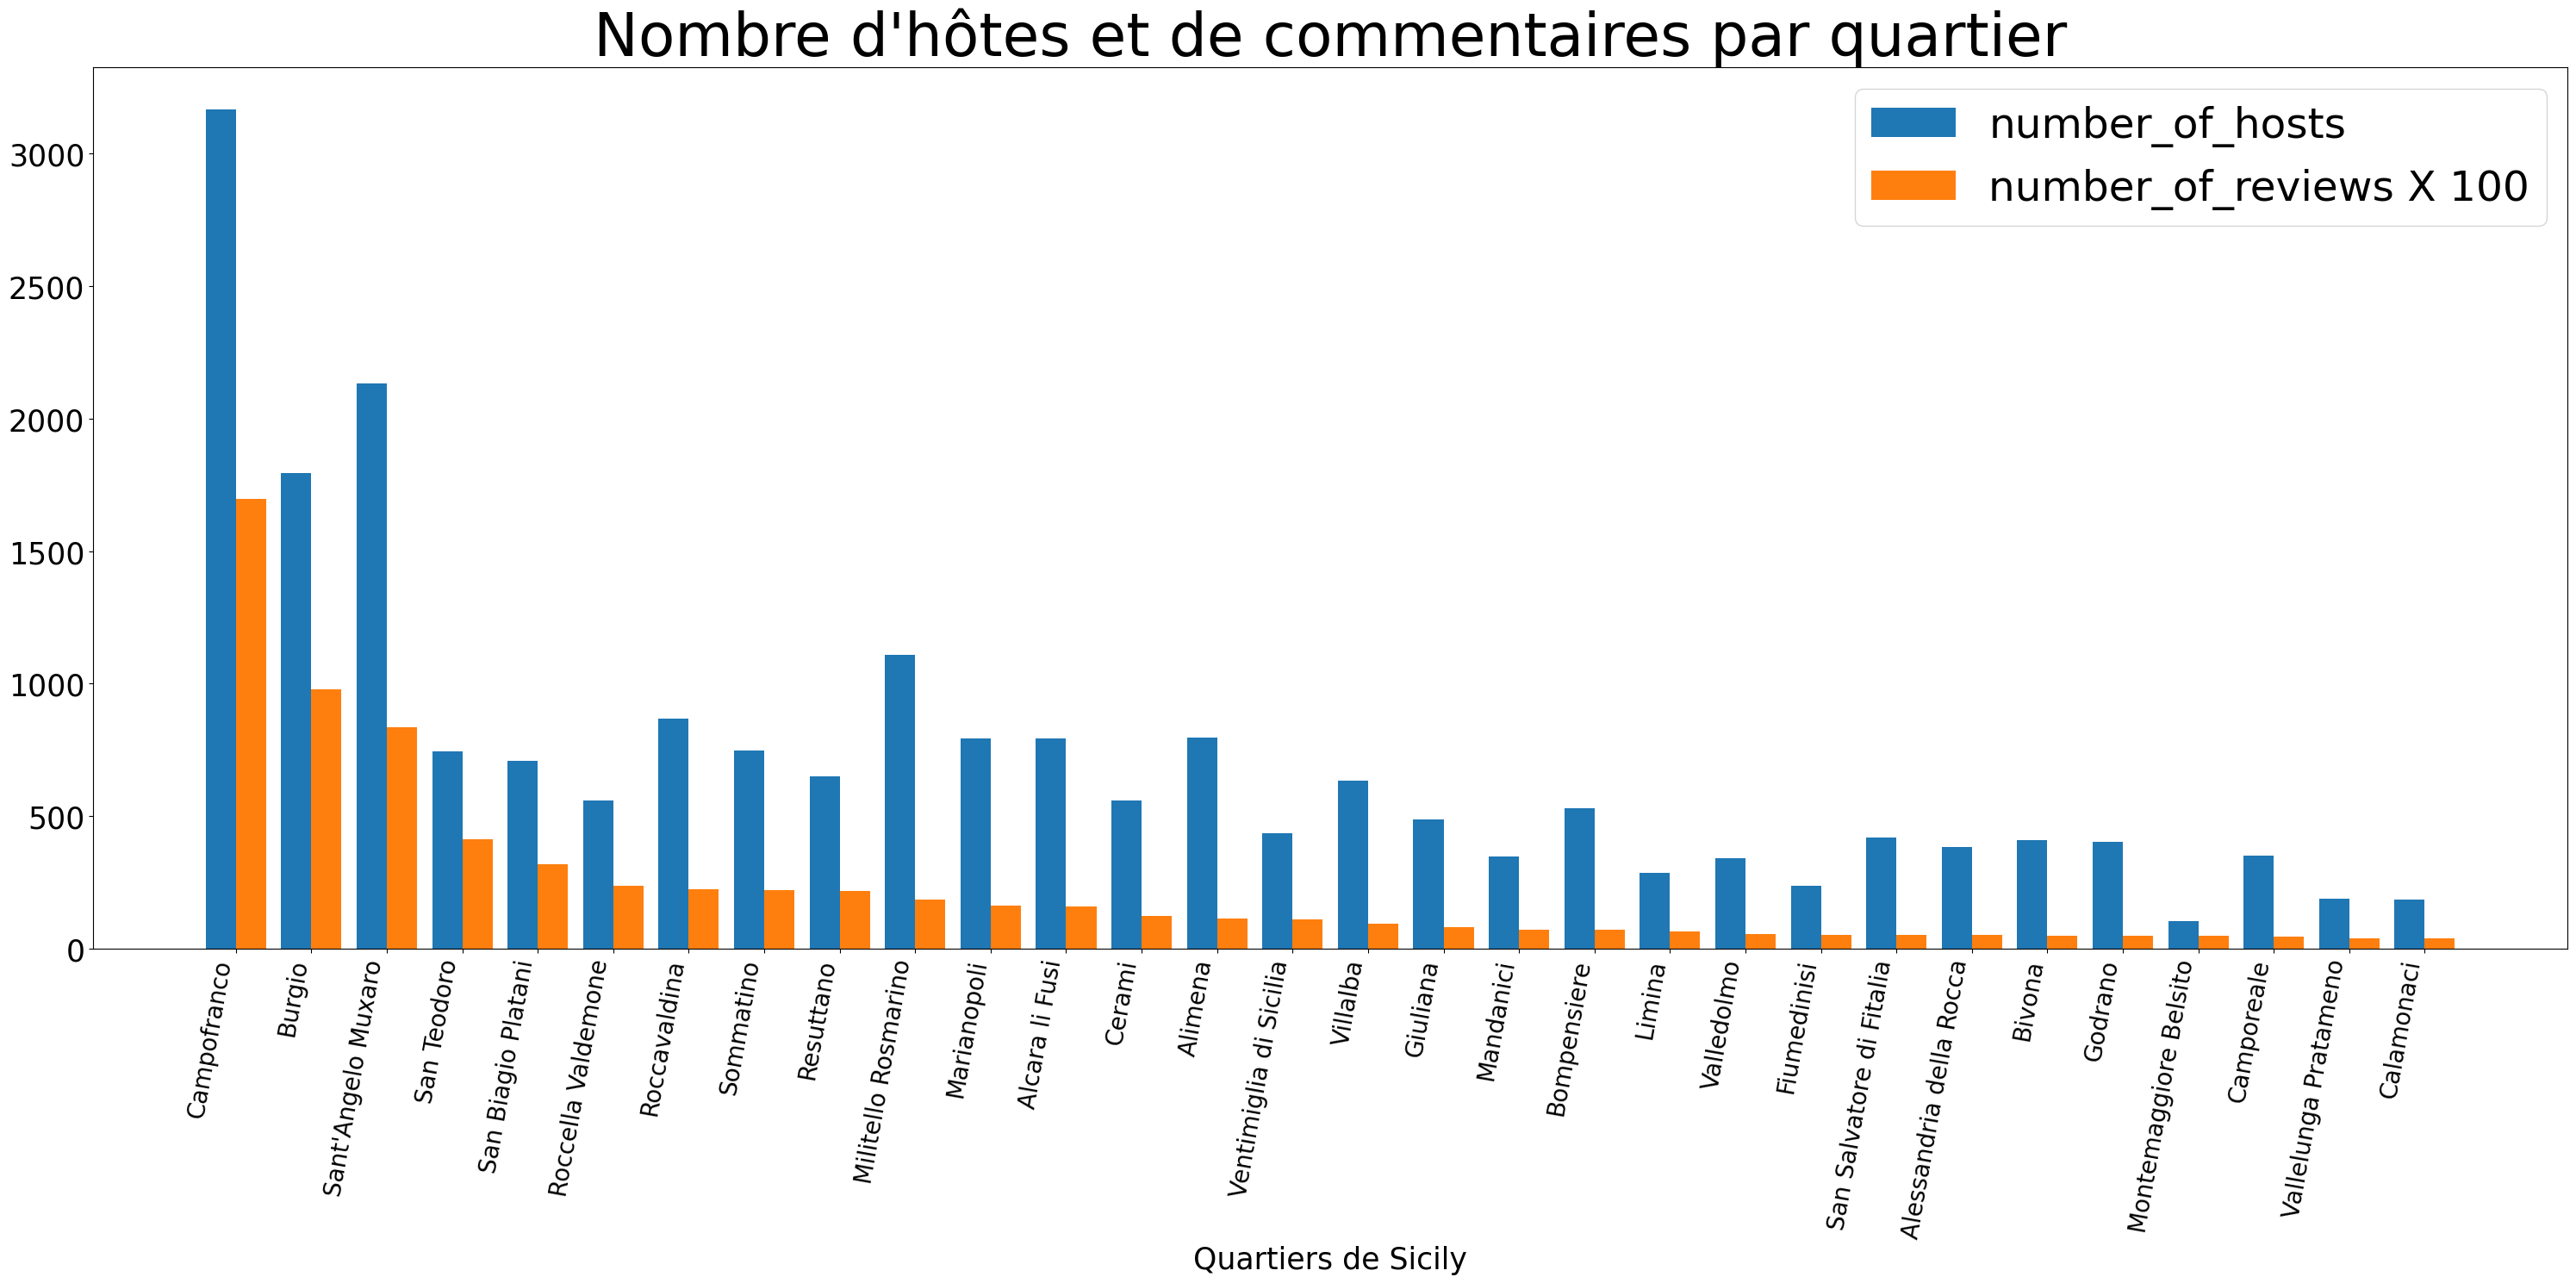 Nombre d'hôtes et de commentaires par quartier
number_of_hosts
number_of_reviews X 100
3000
2500
2000
1500
1000
500
0
Campofranco
Burgio
Sant'Angelo Muxaro
San Teodoro
San Biagio Platani
Roccella Valdemone
Roccavaldina
Sommatino
Resuttano
Militello Rosmarino
Marianopoli
Alcara li Fusi
Cerami
Alimena
Ventimiglia di Sicilia
Villalba
Giuliana
Mandanici
Bompensiere
Limina
Valledolmo
Fiumedinisi
San Salvatore di Fitalia
Alessandria della Rocca
Bivona
Godrano
Montemaggiore Belsito
Camporeale
Vallelunga Pratameno
Calamonaci
Quartiers de Sicily